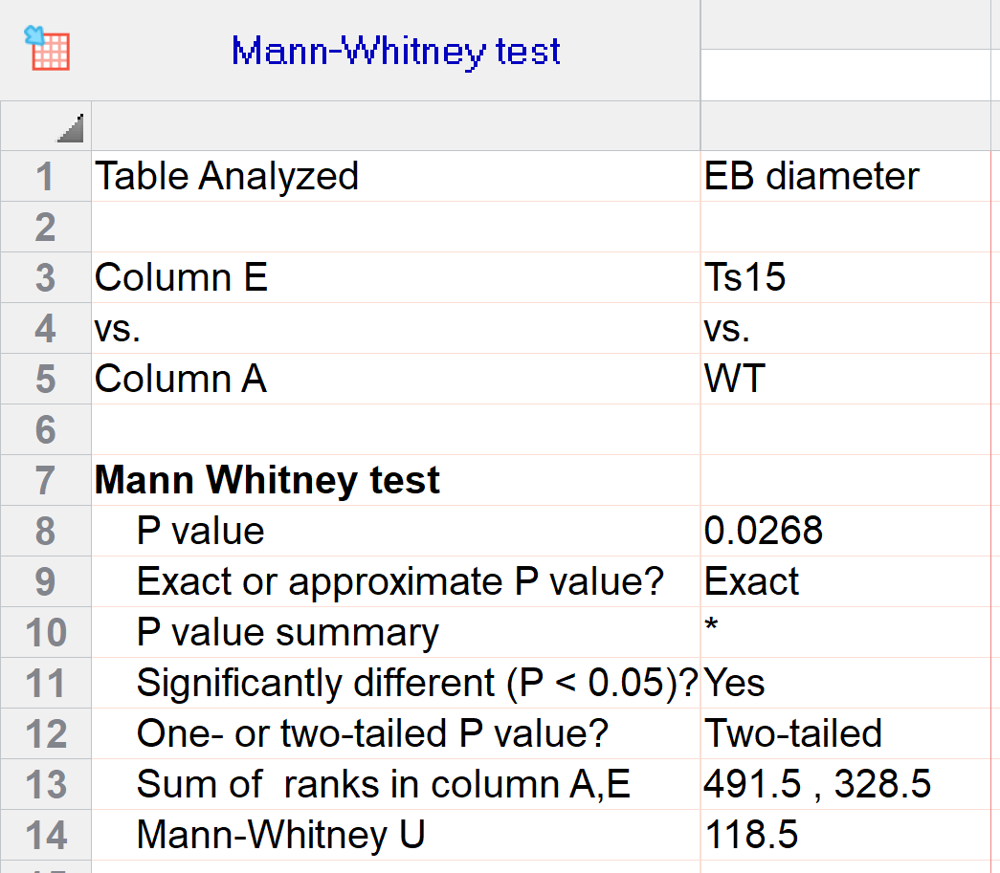 Mann-Whitney test
1 Table Analyzed EB diameter
2
3 Column E Ts15
4 vs. vs.
5 Column A WT
6
7 Mann Whitney test
8 P value 0.0268
9 Exact or approximate P value? Exact
10 P value summary *
11 Significantly different (P < 0.05)? Yes
12 One- or two-tailed P value? Two-tailed
13 Sum of  ranks in column A,E 491.5 , 328.5
14 Mann-Whitney U 118.5